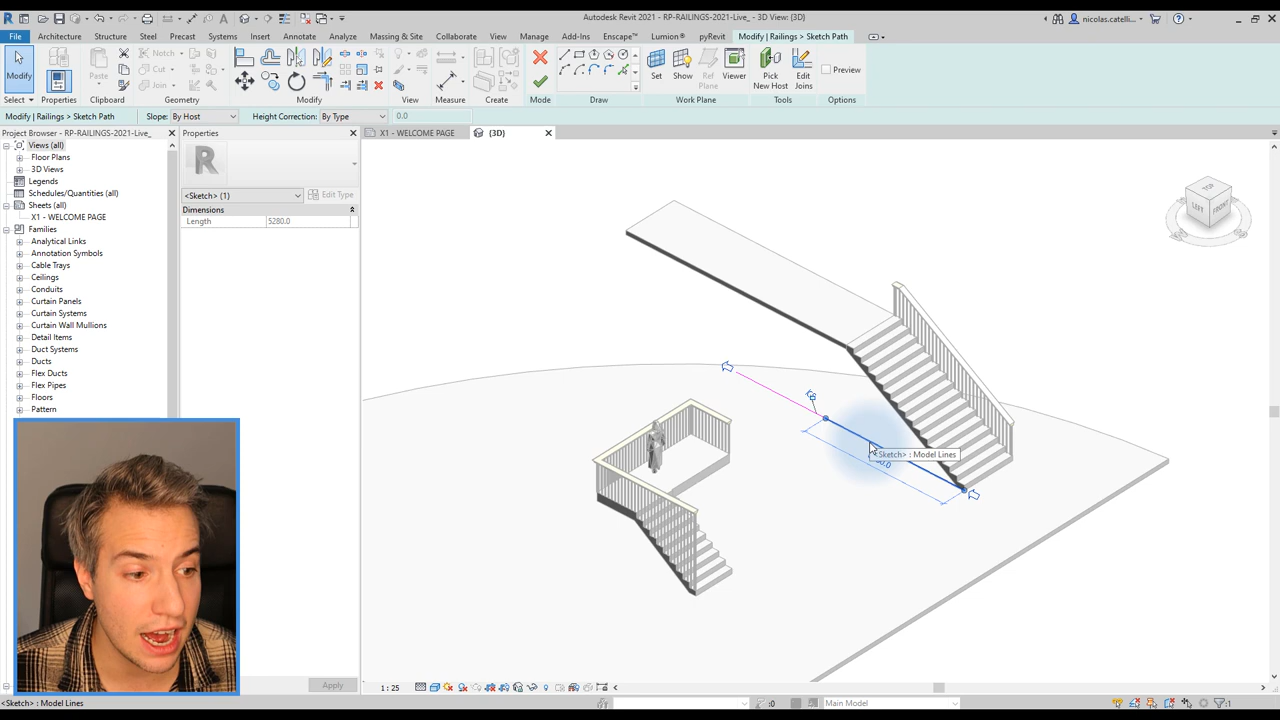 Autodesk Revit 2021 - RP-RAILINGS-2021-Live_ - 3D View: {3D}
nicolas.catelli...
File Architecture Structure Steel Precast Systems Insert Annotate Analyze Massing & Site Collaborate View Manage Add-Ins Enscape™ Lumion® pyRevit Modify | Railings > Sketch Path
Modify
Properties
Paste
Notch
Cut
Join
Set
Show
Ref Plane
Viewer
Pick New Host
Edit Joins
Preview
Select Properties Clipboard Geometry Modify View Measure Create Mode Draw Work Plane Tools Options
Modify | Railings > Sketch Path Slope: By Host Height Correction: By Type 0.0
Project Browser - RP-RAILINGS-2021-Live_
Properties
X1 - WELCOME PAGE
{3D}
Views (all)
Floor Plans
3D Views
Legends
Schedules/Quantities (all)
Sheets (all)
X1 - WELCOME PAGE
Families
Analytical Links
Annotation Symbols
Cable Trays
Ceilings
Conduits
Curtain Panels
Curtain Systems
Curtain Wall Mullions
Detail Items
Duct Systems
Ducts
Flex Ducts
Flex Pipes
Floors
Pattern
R
<Sketch> (1)
Edit Type
Dimensions
Length 5280.0
TOP
LEFT
FRONT
<Sketch> : Model Lines
Apply
1 : 25
<Sketch> : Model Lines
:0
Main Model
:1